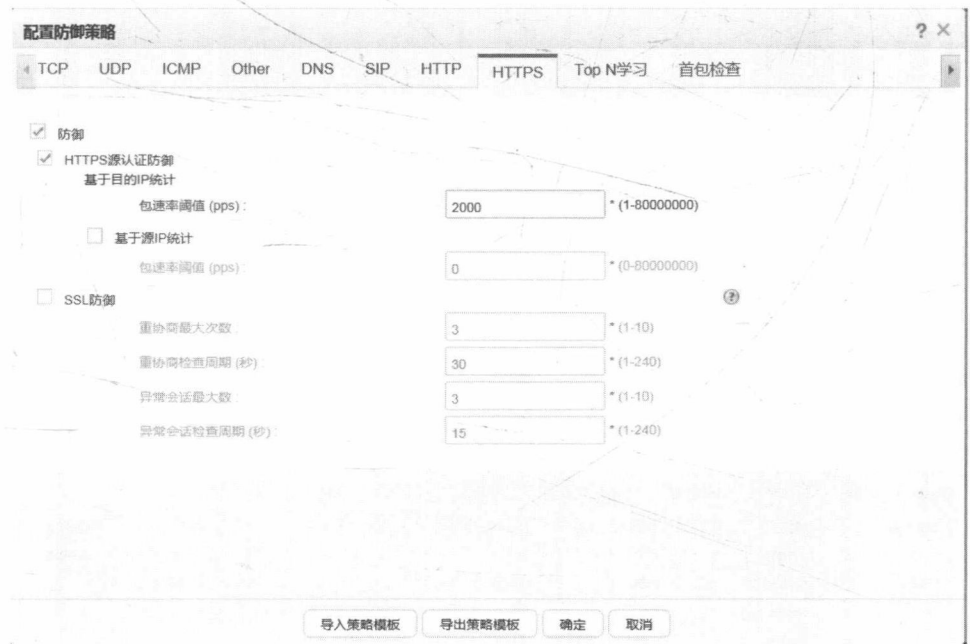 配置防御策略 ? ×
TCP UDP ICMP Other DNS SIP HTTP HTTPS Top N学习 首包检查
防御
HTTPS源认证防御
基于目的IP统计
包速率阈值 (pps) : 2000 * (1-80000000)
基于源IP统计
包速率阈值 (pps) : 0 * (0-80000000)
SSL防御 ?
重协商最大次数 : 3 * (1-10)
重协商检查周期 (秒) : 30 * (1-240)
异常会话最大数 : 3 * (1-10)
异常会话检查周期 (秒) : 15 * (1-240)
导入策略模板 导出策略模板 确定 取消